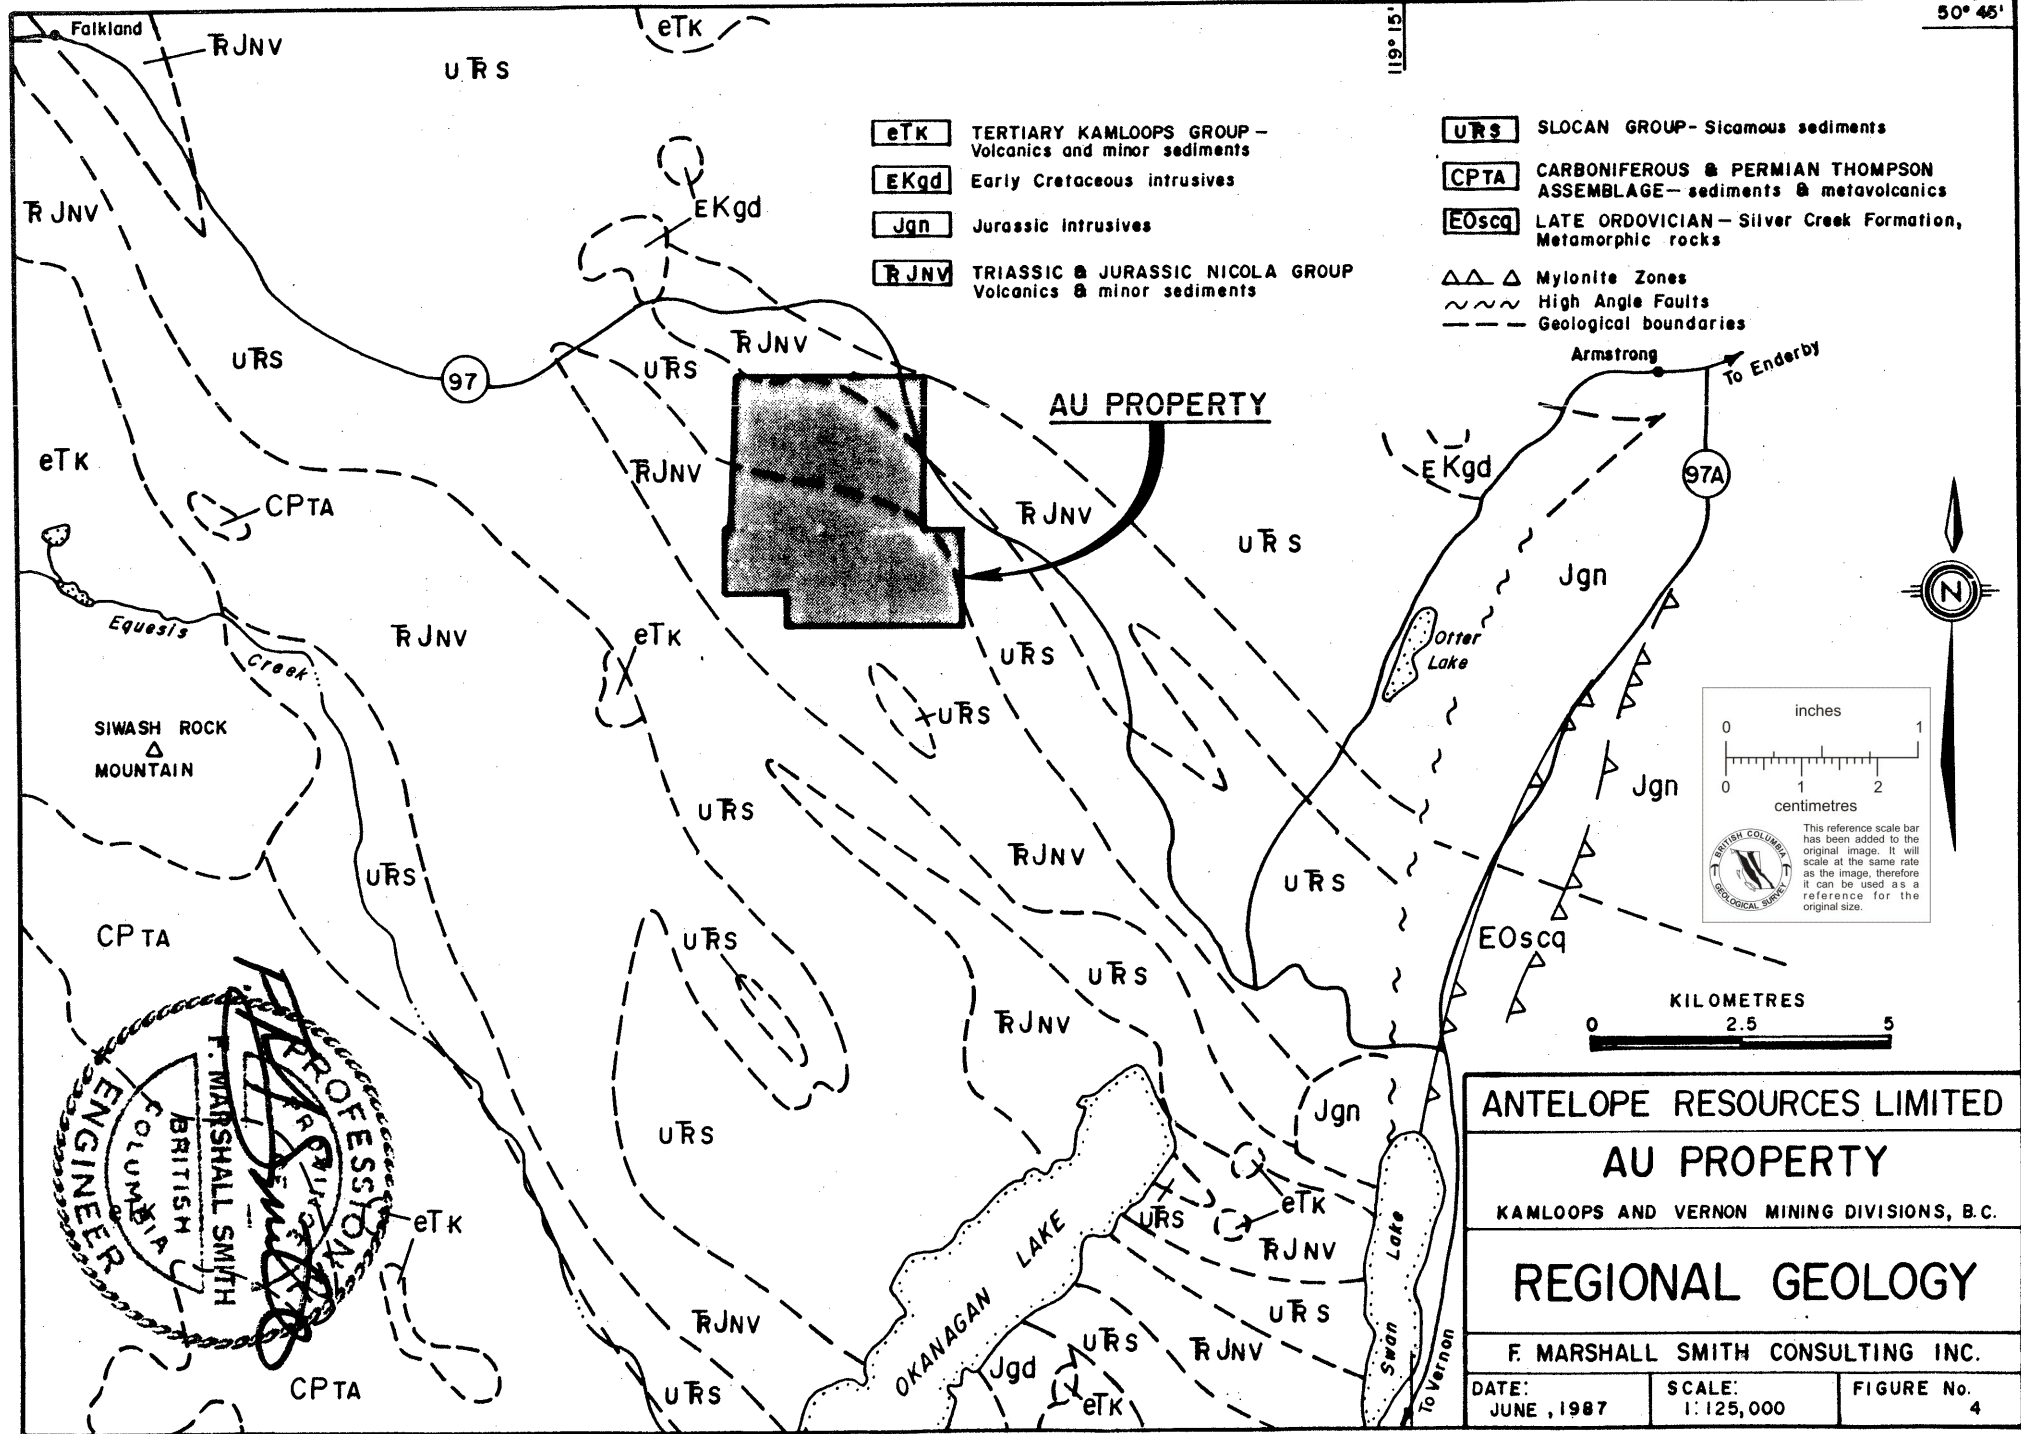 Falkland
TRJNV
uTRS
eTK
119° 15'
50° 45'
eTK TERTIARY KAMLOOPS GROUP –
Volcanics and minor sediments
EKgd Early Cretaceous intrusives
Jgn Jurassic intrusives
TRJNV TRIASSIC & JURASSIC NICOLA GROUP
Volcanics & minor sediments
uTRS SLOCAN GROUP- Sicamous sediments
CPTA CARBONIFEROUS & PERMIAN THOMPSON
ASSEMBLAGE— sediments & metavolcanics
EOscq LATE ORDOVICIAN — Silver Creek Formation,
Metamorphic rocks
Mylonite Zones
High Angle Faults
Geological boundaries
EKgd
TRJNV
uTRS
97
uTRS
TRJNV
Armstrong
To Enderby
AU PROPERTY
eTK
CPTA
TRJNV
TRJNV
uTRS
EKgd
97A
Jgn
N
Equesis
Creek
TRJNV
eTK
uTRS
Otter
Lake
uTRS
SIWASH ROCK
MOUNTAIN
uTRS
Jgn
inches
0 1
0 1 2
centimetres
This reference scale bar
has been added to the
original image. It will
scale at the same rate
as the image, therefore
it can be used as a
reference for the
original size.
BRITISH COLUMBIA
GEOLOGICAL SURVEY
uTRS
TRJNV
uTRS
CPTA
uTRS
uTRS
EOscq
TRJNV
KILOMETRES
0 2.5 5
PROFESSIONAL
ENGINEER
PROVINCE
OF
F. MARSHALL SMITH
BRITISH
COLUMBIA
uTRS
Jgn
eTK
eTK
uTRS
TRJNV
OKANAGAN LAKE
Swan Lake
TRJNV
uTRS
uTRS
TRJNV
Jgd
eTK
CPTA
uTRS
To Vernon
ANTELOPE RESOURCES LIMITED
AU PROPERTY
KAMLOOPS AND VERNON MINING DIVISIONS, B.C.
REGIONAL GEOLOGY
F. MARSHALL SMITH CONSULTING INC.
DATE:
JUNE, 1987
SCALE:
1:125,000
FIGURE No.
4